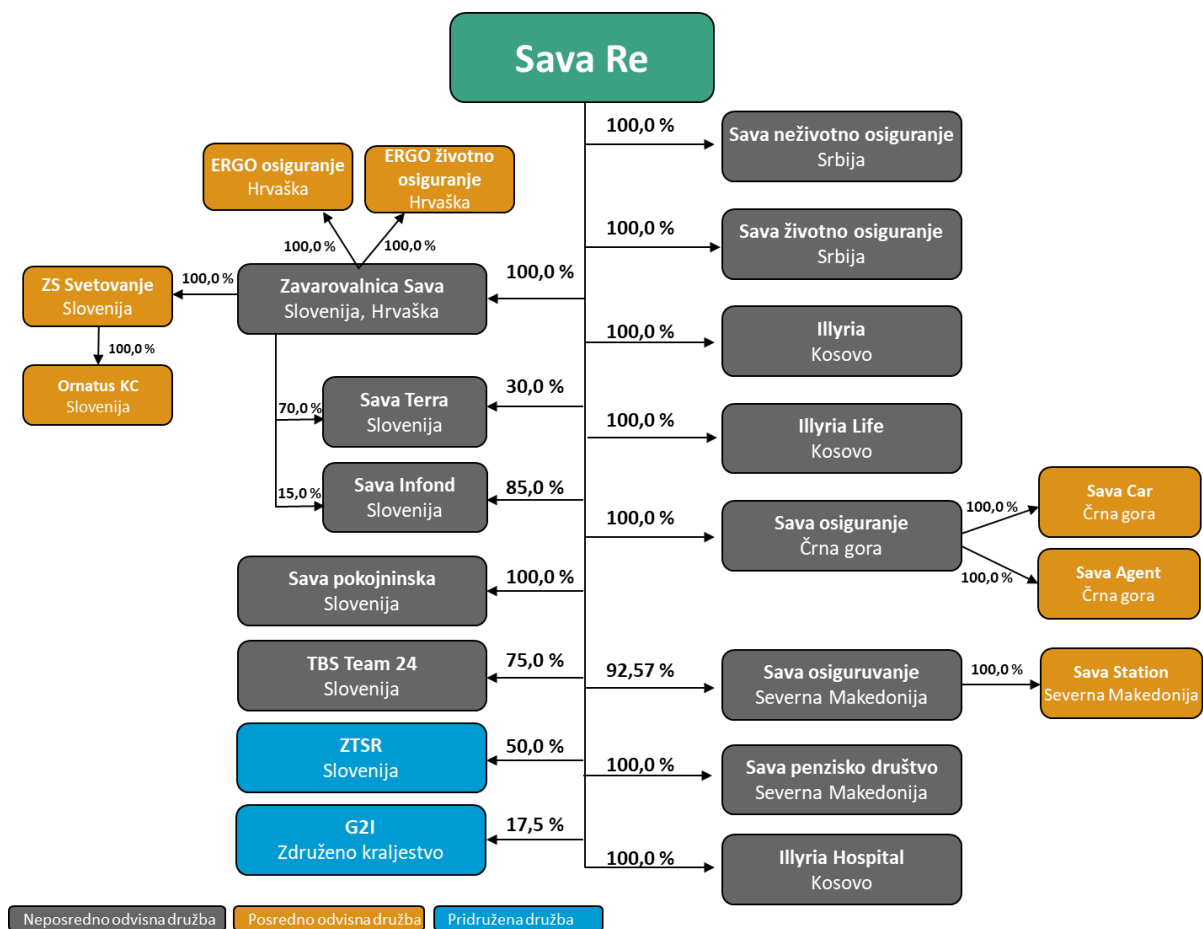 Sava Re
100,0 %
Sava neživotno osiguranje
Srbija
ERGO osiguranje
Hrvaška
ERGO životno
osiguranje
Hrvaška
100,0 %
100,0 %
100,0 %
Sava životno osiguranje
Srbija
ZS Svetovanje
Slovenija
100,0 %
Zavarovalnica Sava
Slovenija, Hrvaška
100,0 %
100,0 %
Ornatus KC
Slovenija
100,0 %
Illyria
Kosovo
70,0 %
Sava Terra
Slovenija
30,0 %
100,0 %
Illyria Life
Kosovo
15,0 %
Sava Infond
Slovenija
85,0 %
100,0 %
Sava osiguranje
Črna gora
100,0 %
Sava Car
Črna gora
100,0 %
Sava Agent
Črna gora
Sava pokojninska
Slovenija
100,0 %
TBS Team 24
Slovenija
75,0 %
92,57 %
Sava osiguruvanje
Severna Makedonija
100,0 %
Sava Station
Severna Makedonija
ZTSR
Slovenija
50,0 %
100,0 %
Sava penzisko društvo
Severna Makedonija
G2I
Združeno kraljestvo
17,5 %
100,0 %
Illyria Hospital
Kosovo
Neposredno odvisna družba
Posredno odvisna družba
Pridružena družba